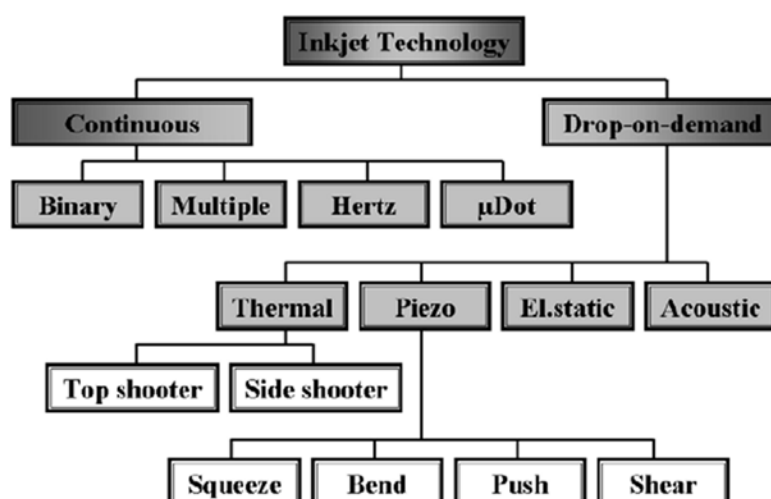 Inkjet Technology
Continuous
Drop-on-demand
Binary
Multiple
Hertz
µDot
Thermal
Piezo
El.static
Acoustic
Top shooter
Side shooter
Squeeze
Bend
Push
Shear